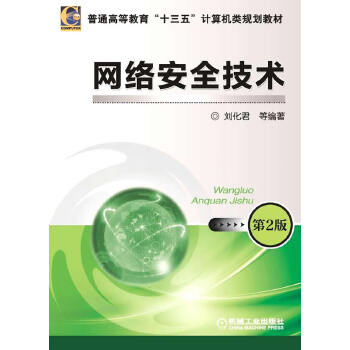 COMPUTER
普通高等教育“十三五”计算机类规划教材
网络安全技术
◎ 刘化君 等编著
Wangluo
Anquan Jishu
第2版
机械工业出版社
CHINA MACHINE PRESS